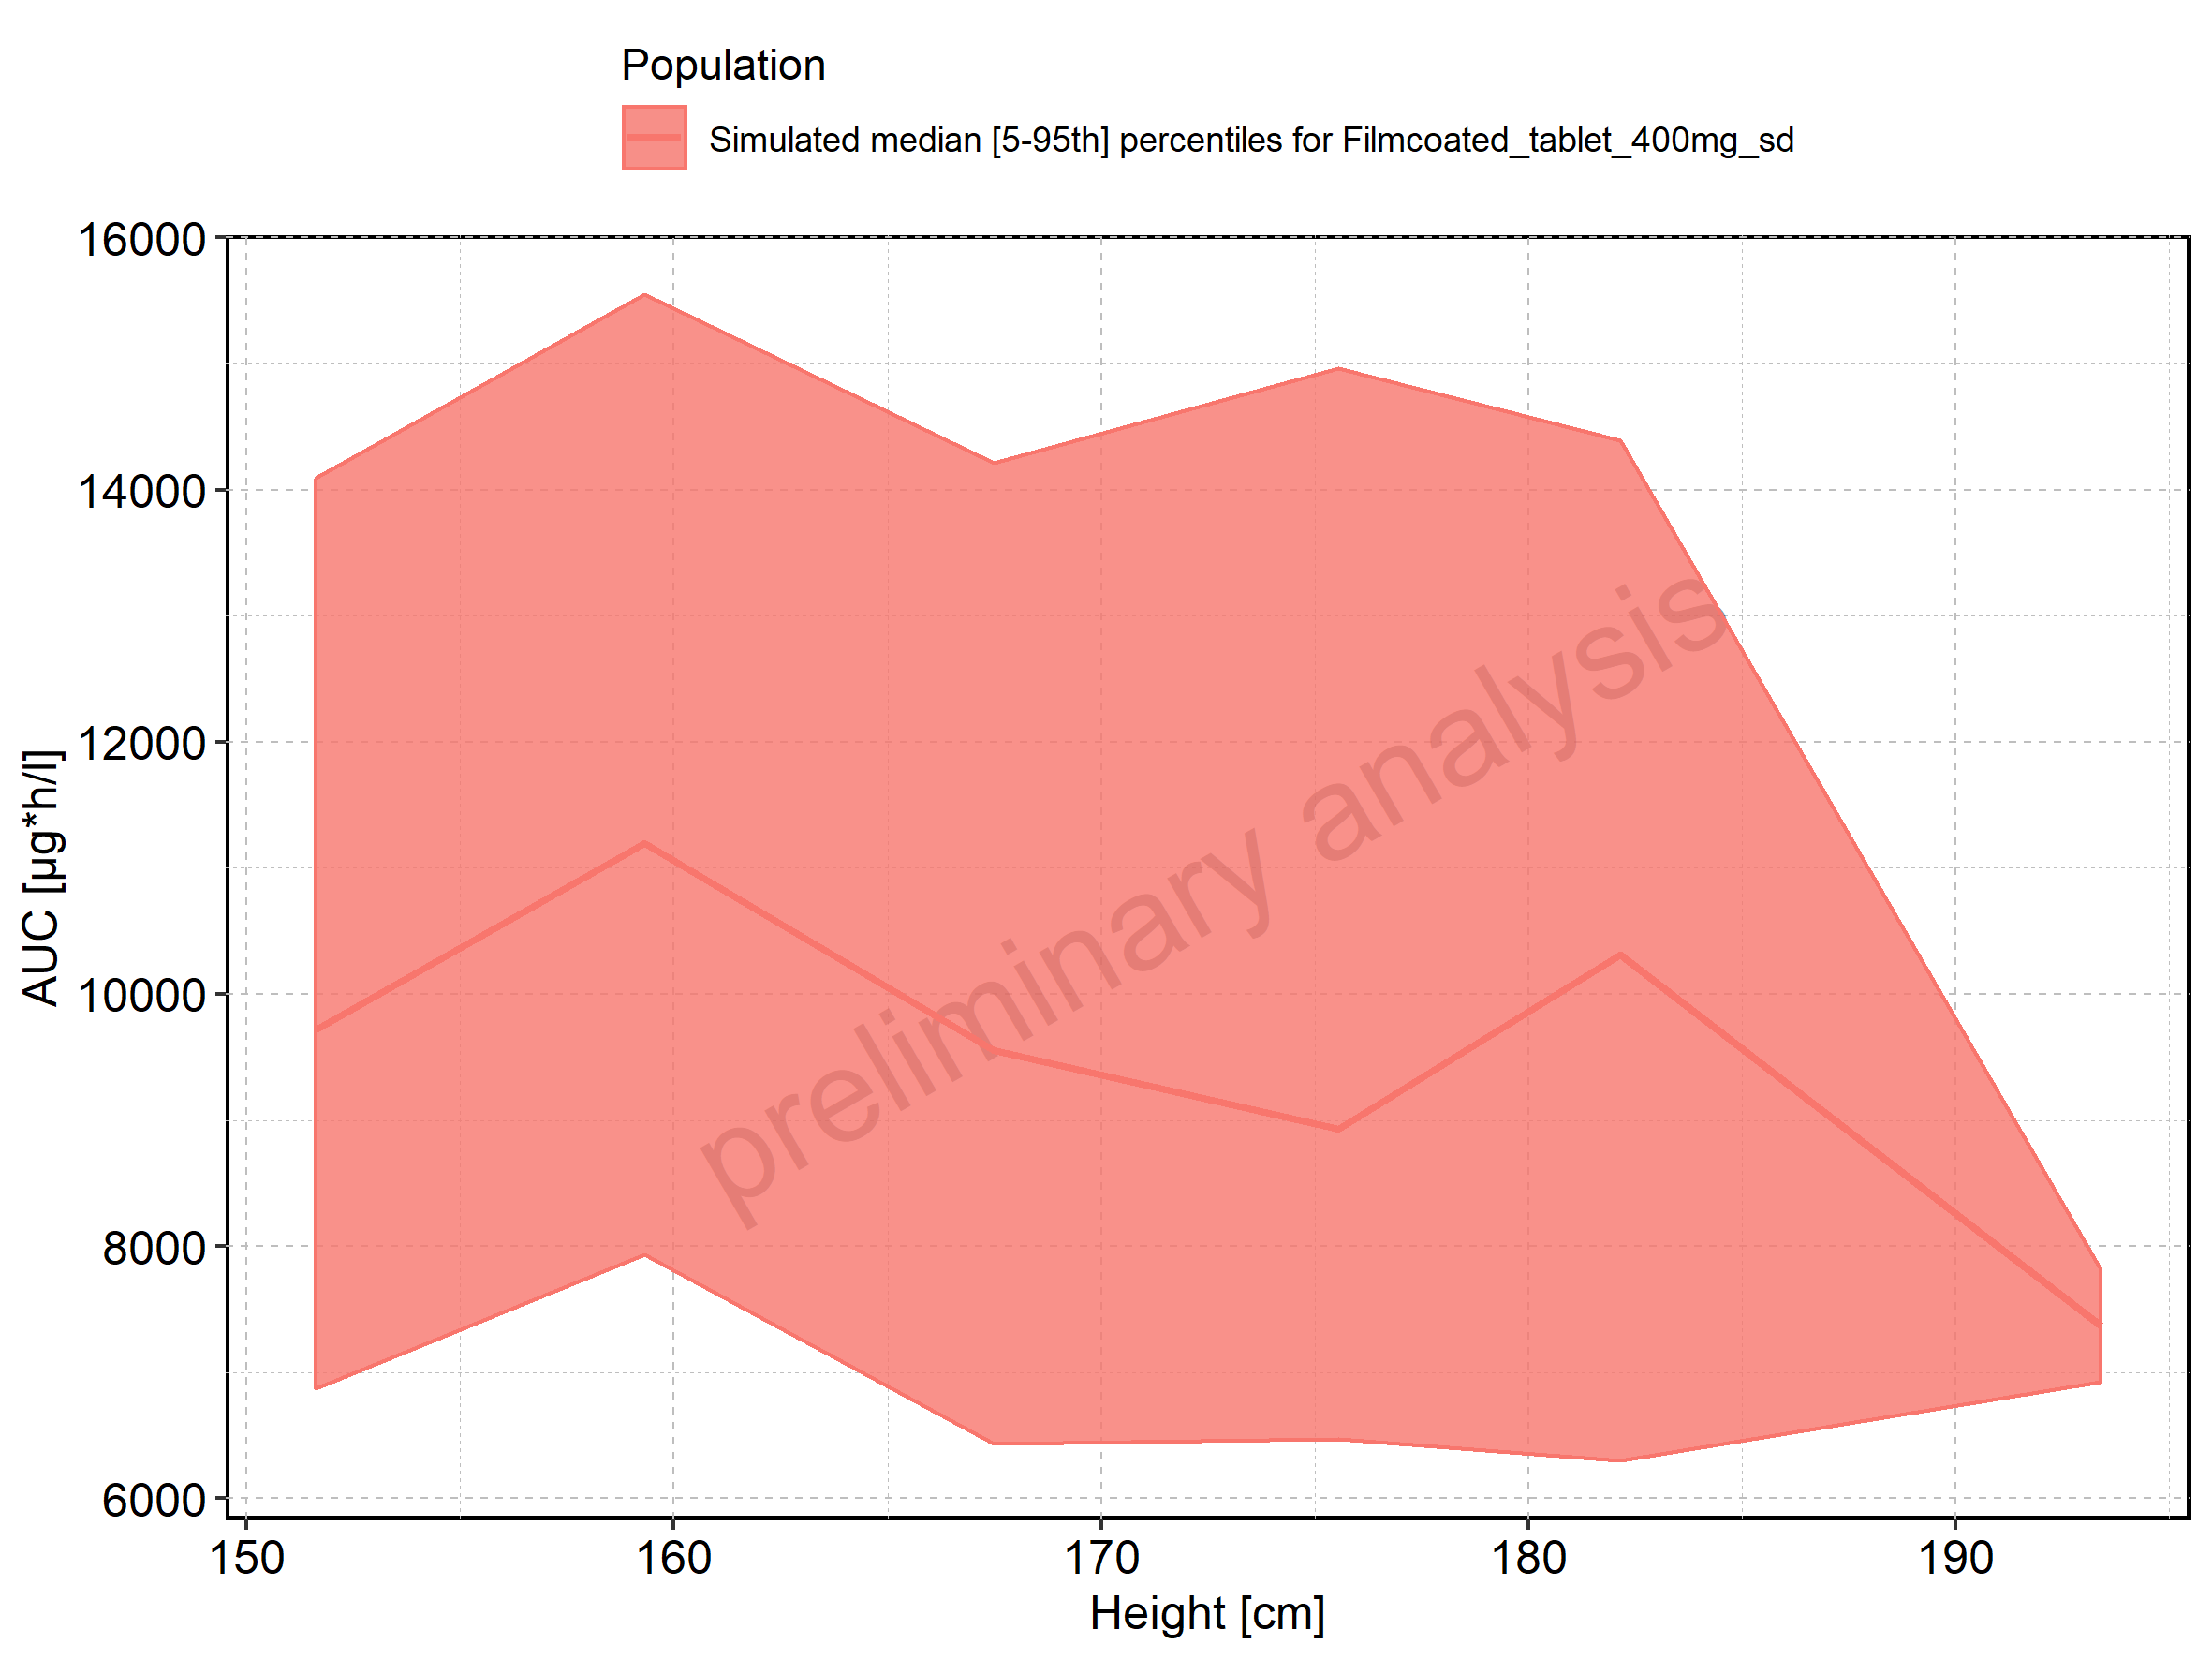 Population
Simulated median [5-95th] percentiles for Filmcoated_tablet_400mg_sd
16000
14000
12000
10000
8000
6000
AUC [µg*h/l]
preliminary analysis
150 160 170 180 190
Height [cm]